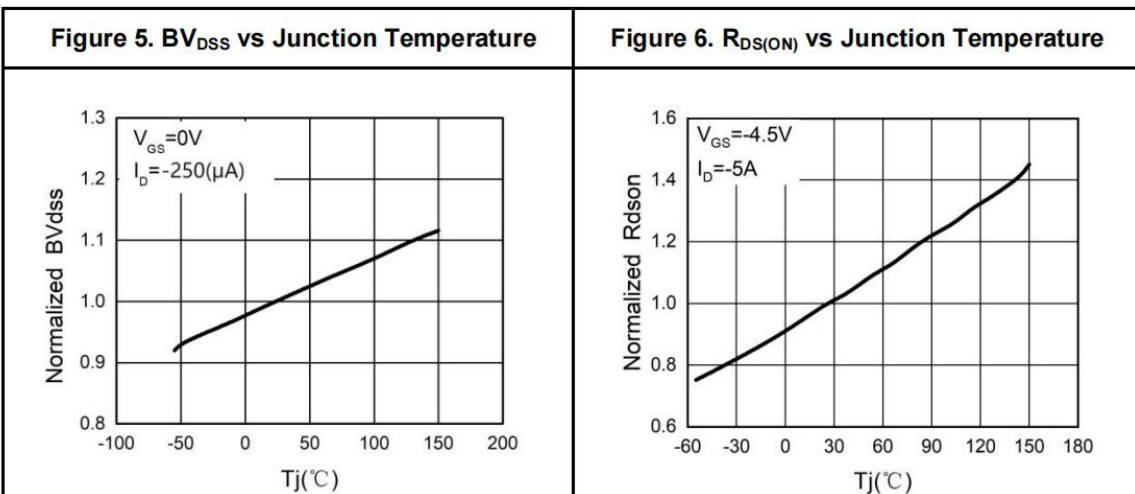 Figure 5. BVDSS vs Junction Temperature
Figure 6. RDS(ON) vs Junction Temperature
1.3
1.2
1.1
1.0
0.9
0.8
Normalized BVdss
VGS=0V
ID=-250(μA)
-100 -50 0 50 100 150 200
Tj(℃)
1.6
1.4
1.2
1.0
0.8
0.6
Normalized Rdson
VGS=-4.5V
ID=-5A
-60 -30 0 30 60 90 120 150 180
Tj(℃)